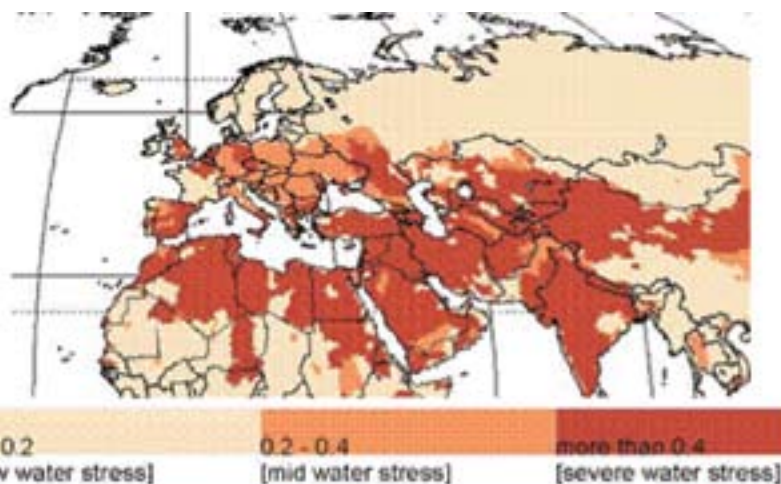 0.2
0.2 - 0.4
more than 0.4
w water stress]
[mid water stress]
[severe water stress]